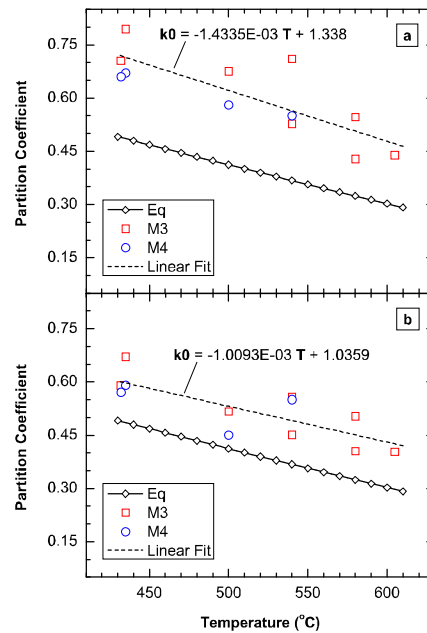 a
k0 = -1.4335E-03 T + 1.338
0.75
0.60
0.45
0.30
0.15
Partition Coefficient
Eq
M3
M4
Linear Fit
b
k0 = -1.0093E-03 T + 1.0359
0.75
0.60
0.45
0.30
0.15
Partition Coefficient
Eq
M3
M4
Linear Fit
450 500 550 600
Temperature (°C)